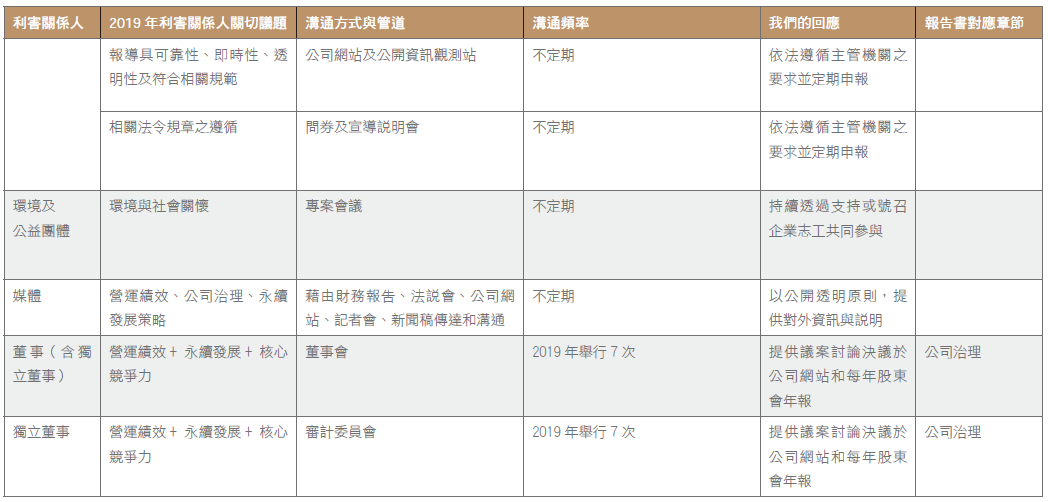 利害關係人 2019 年利害關係人關切議題 溝通方式與管道 溝通頻率 我們的回應 報告書對應章節
報導具可靠性、即時性、透 公司網站及公開資訊觀測站 不定期 依法遵循主管機關之
明性及符合相關規範 要求並定期申報
相關法令規章之遵循 問券及宣導說明會 不定期 依法遵循主管機關之
要求並定期申報
環境及 環境與社會關懷 專案會議 不定期 持續透過支持或號召
公益團體 企業志工共同參與
媒體 營運績效、公司治理、永續 藉由財務報告、法說會、公司網 不定期 以公開透明原則，提
發展策略 站、記者會、新聞稿傳達和溝通 供對外資訊與說明
董事（含獨 營運績效+ 永續發展+ 核心 董事會 2019 年舉行 7 次 提供議案討論決議於 公司治理
立董事） 競爭力 公司網站和每年股東
會年報
獨立董事 營運績效+ 永續發展+ 核心 審計委員會 2019 年舉行 7 次 提供議案討論決議於 公司治理
競爭力 公司網站和每年股東
會年報